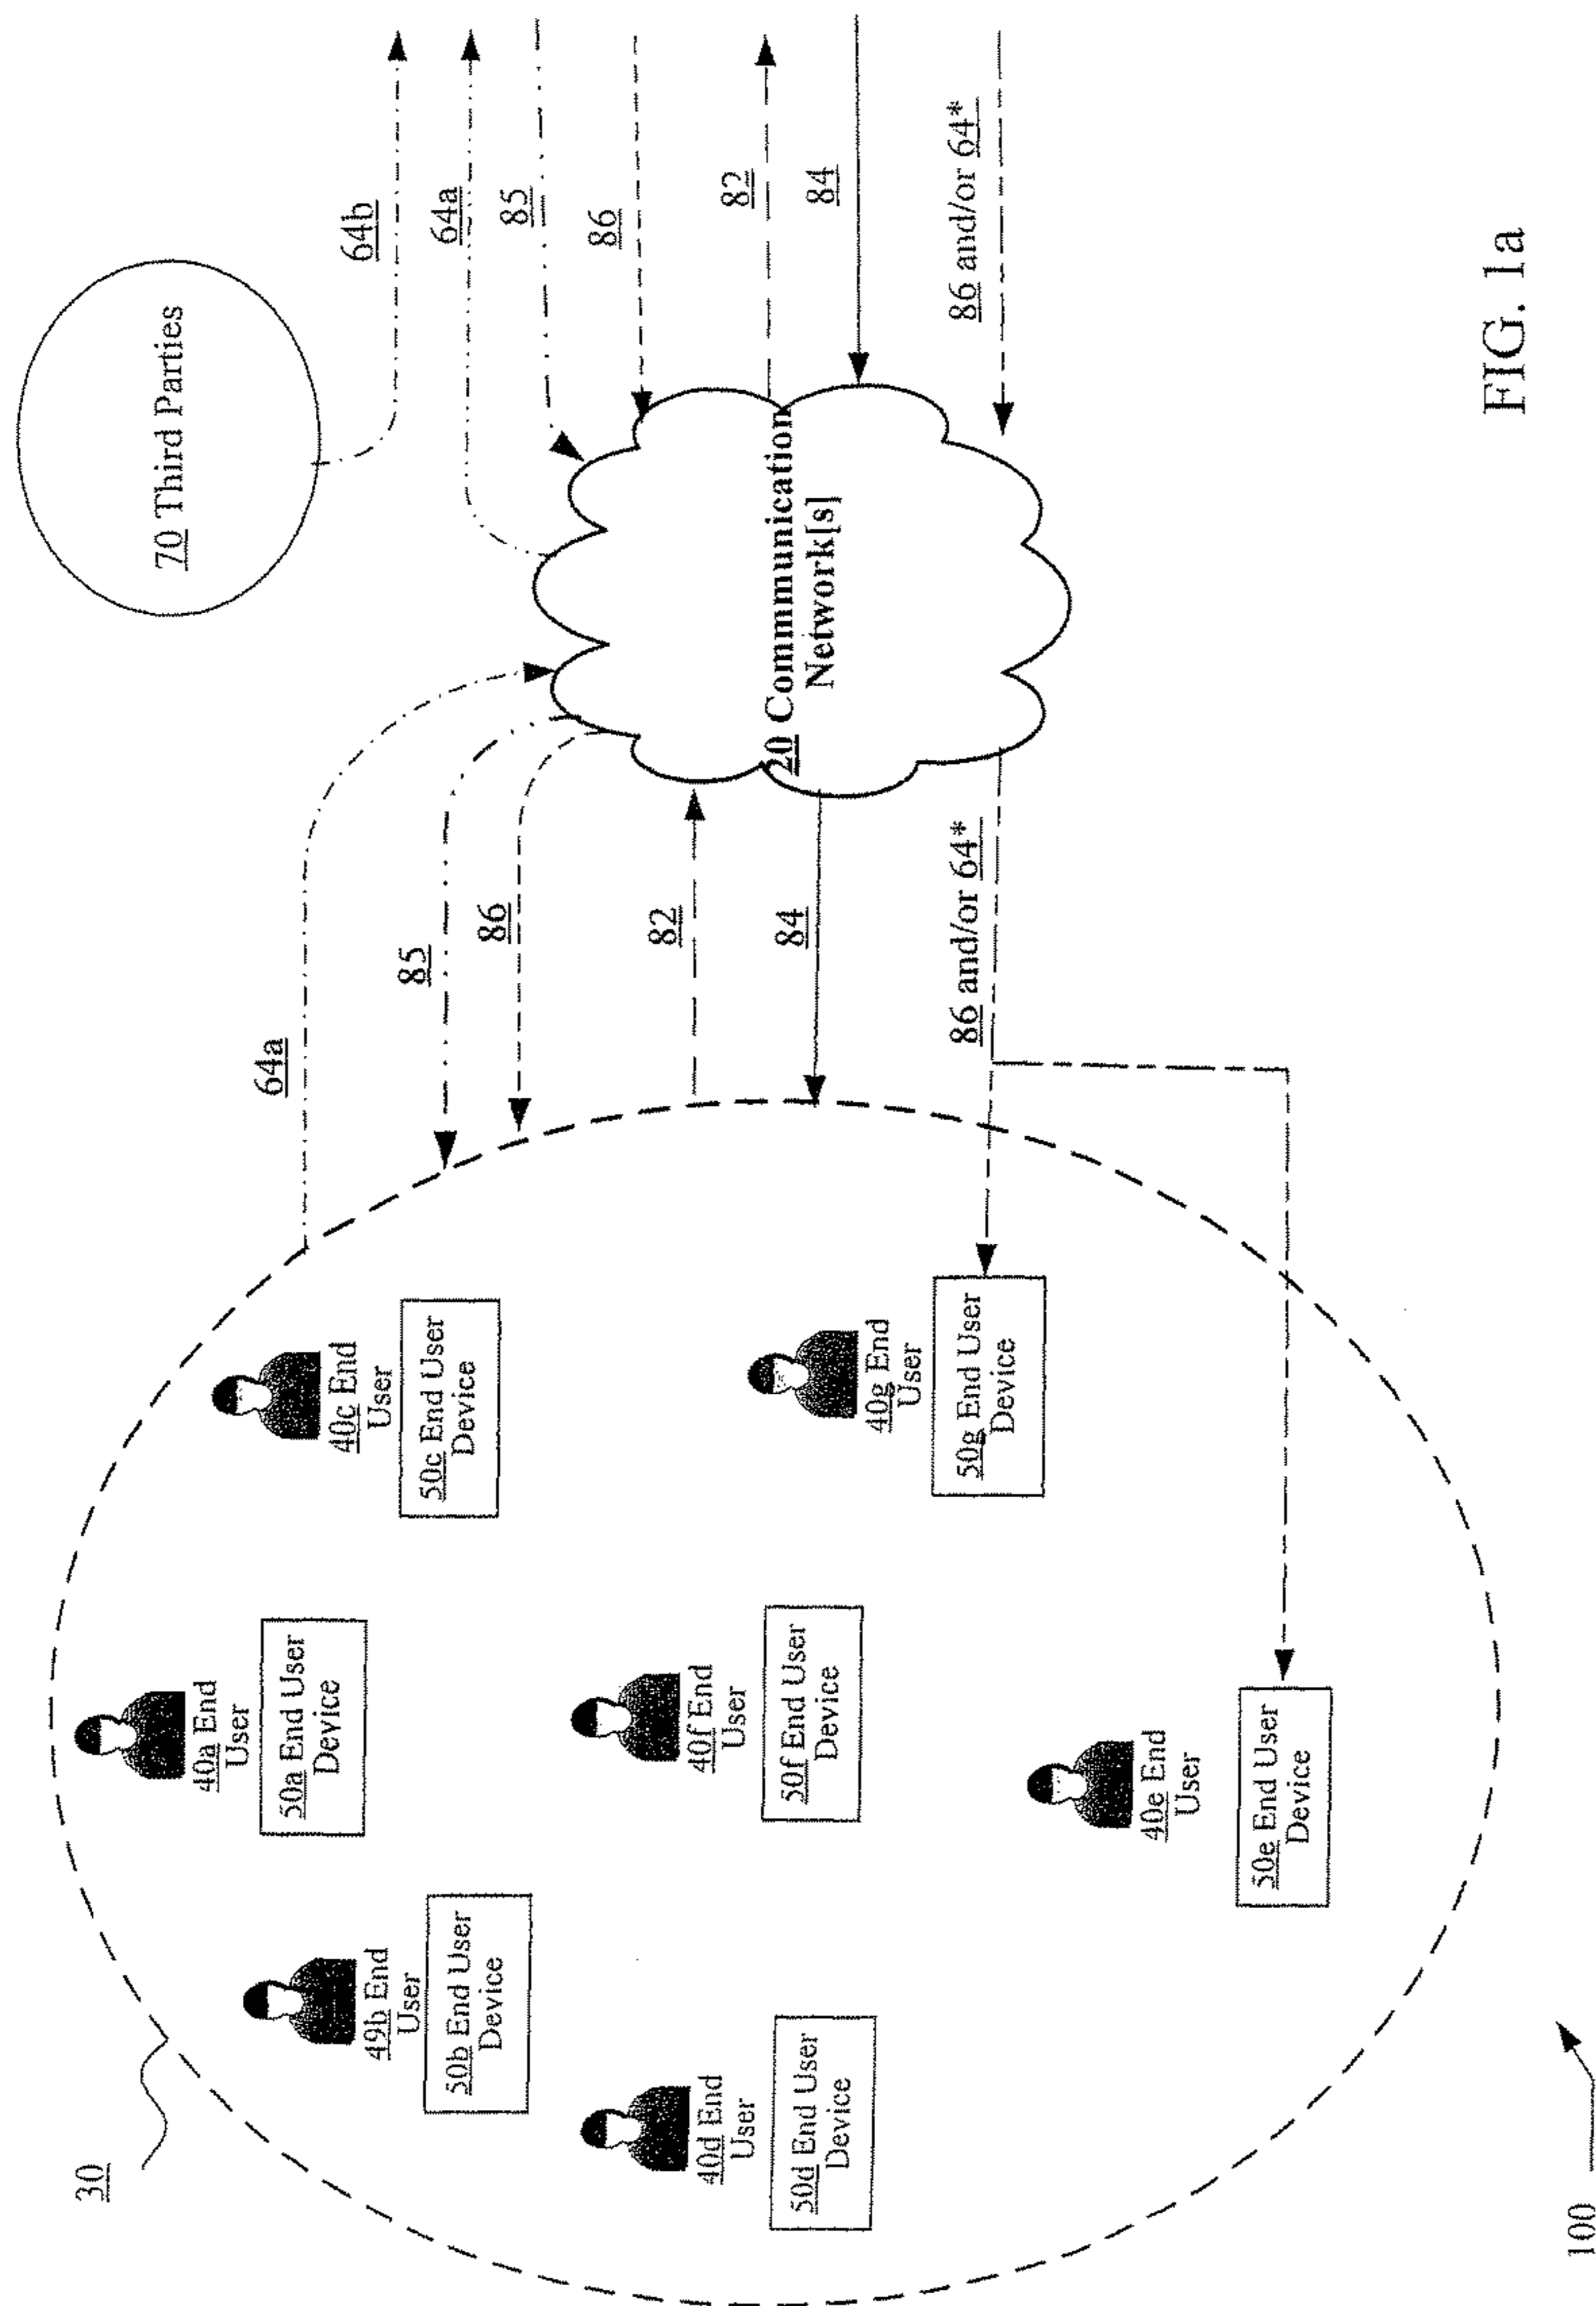 30
40a End
User
50a End User
Device
49b End
User
50b End User
Device
40c End
User
50c End User
Device
40d End
User
50d End User
Device
40f End
User
50f End User
Device
40g End
User
50g End User
Device
40e End
User
50e End User
Device
64a
85
86
82
84
86 and/or 64*
20 Communication
Network[s]
70 Third Parties
64b
64a
85
86
82
84
86 and/or 64*
100
FIG. 1a